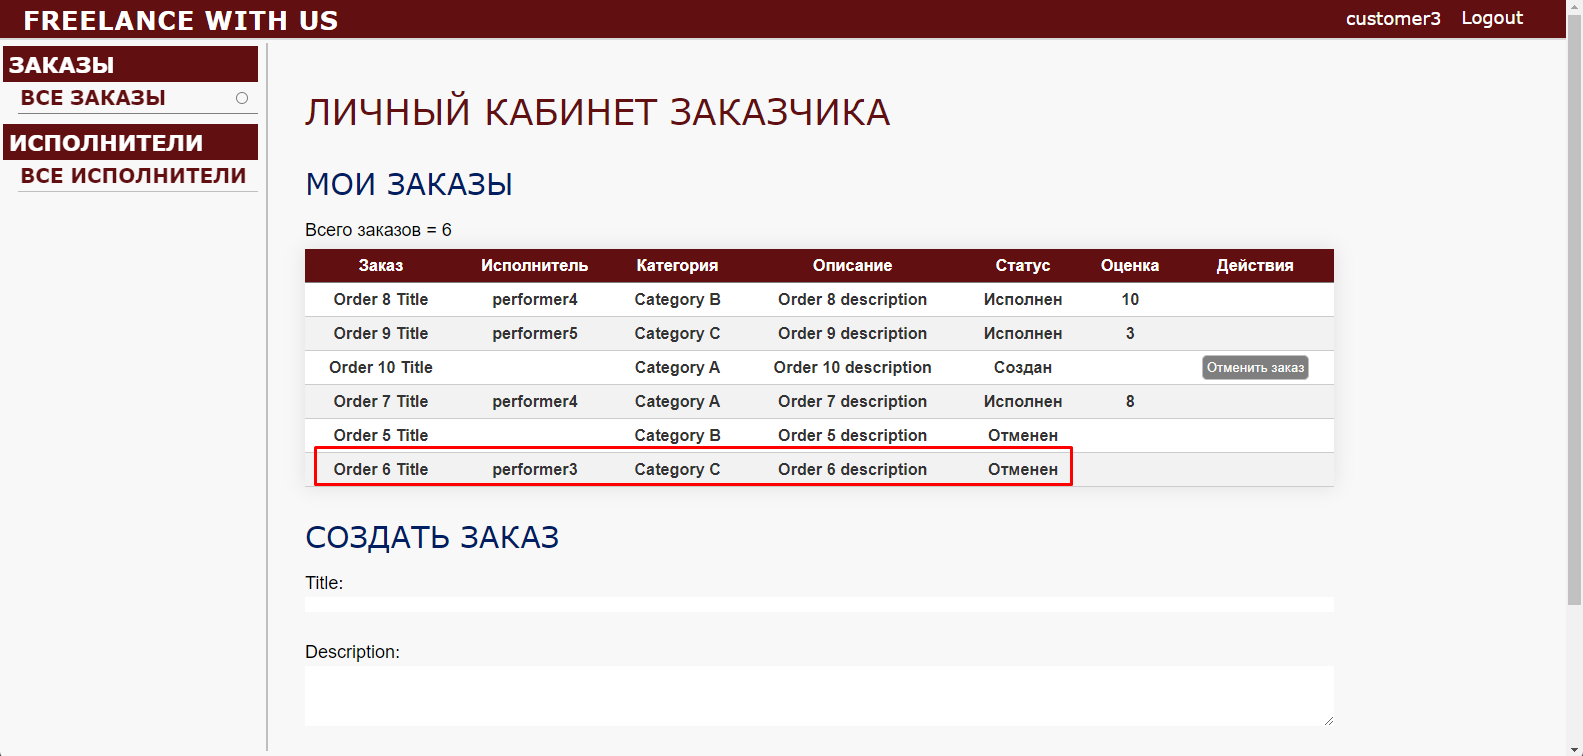 FREELANCE WITH US customer3 Logout
ЗАКАЗЫ
ВСЕ ЗАКАЗЫ
ИСПОЛНИТЕЛИ
ВСЕ ИСПОЛНИТЕЛИ
ЛИЧНЫЙ КАБИНЕТ ЗАКАЗЧИКА
МОИ ЗАКАЗЫ
Всего заказов = 6
Заказ Исполнитель Категория Описание Статус Оценка Действия
Order 8 Title performer4 Category B Order 8 description Исполнен 10
Order 9 Title performer5 Category C Order 9 description Исполнен 3
Order 10 Title Category A Order 10 description Создан Отменить заказ
Order 7 Title performer4 Category A Order 7 description Исполнен 8
Order 5 Title Category B Order 5 description Отменен
Order 6 Title performer3 Category C Order 6 description Отменен
СОЗДАТЬ ЗАКАЗ
Title:
Description: